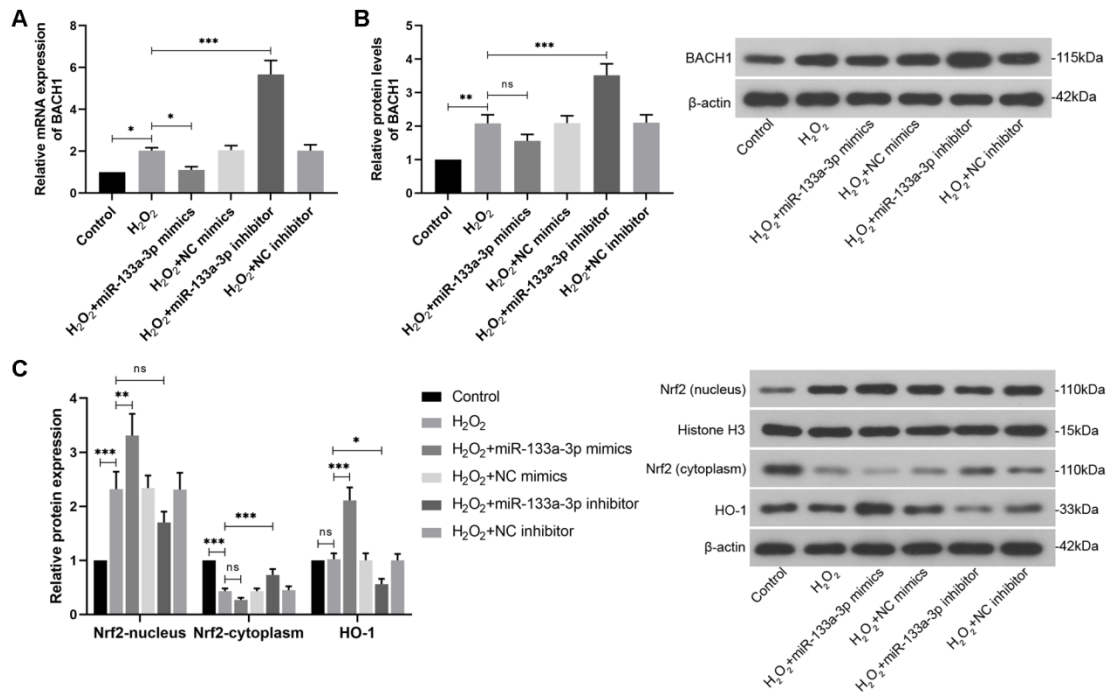 A
Relative mRNA expression
of BACH1
8
6
4
2
0
*
*
***
Control
H₂O₂
H₂O₂+miR-133a-3p mimics
H₂O₂+NC mimics
H₂O₂+miR-133a-3p inhibitor
H₂O₂+NC inhibitor
B
Relative protein levels
of BACH1
5
4
3
2
1
0
**
ns
***
Control
H₂O₂
H₂O₂+miR-133a-3p mimics
H₂O₂+NC mimics
H₂O₂+miR-133a-3p inhibitor
H₂O₂+NC inhibitor
BACH1
-115kDa
β-actin
-42kDa
Control
H₂O₂
H₂O₂+miR-133a-3p mimics
H₂O₂+NC mimics
H₂O₂+miR-133a-3p inhibitor
H₂O₂+NC inhibitor
C
Relative protein expression
5
4
3
2
1
0
***
**
ns
***
ns
***
ns
***
*
Nrf2-nucleus
Nrf2-cytoplasm
HO-1
Control
H₂O₂
H₂O₂+miR-133a-3p mimics
H₂O₂+NC mimics
H₂O₂+miR-133a-3p inhibitor
H₂O₂+NC inhibitor
Nrf2 (nucleus)
-110kDa
Histone H3
-15kDa
Nrf2 (cytoplasm)
-110kDa
HO-1
-33kDa
β-actin
-42kDa
Control
H₂O₂
H₂O₂+miR-133a-3p mimics
H₂O₂+NC mimics
H₂O₂+miR-133a-3p inhibitor
H₂O₂+NC inhibitor